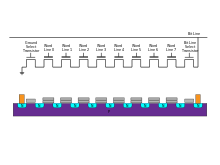 Bit Line
Ground Select Transistor
Word Line 0
Word Line 1
Word Line 2
Word Line 3
Word Line 4
Word Line 5
Word Line 6
Word Line 7
Bit Line Select Transistor